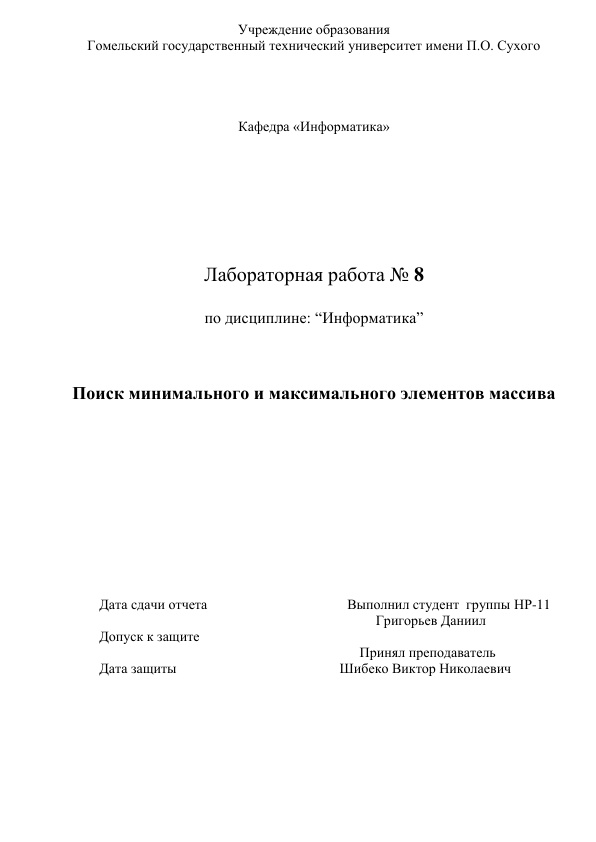 Учреждение образования
Гомельский государственный технический университет имени П.О. Сухого
Кафедра «Информатика»
Лабораторная работа № 8
по дисциплине: “Информатика”
Поиск минимального и максимального элементов массива
Дата сдачи отчета Выполнил студент группы НР-11
Григорьев Даниил
Допуск к защите
Принял преподаватель
Дата защиты Шибеко Виктор Николаевич